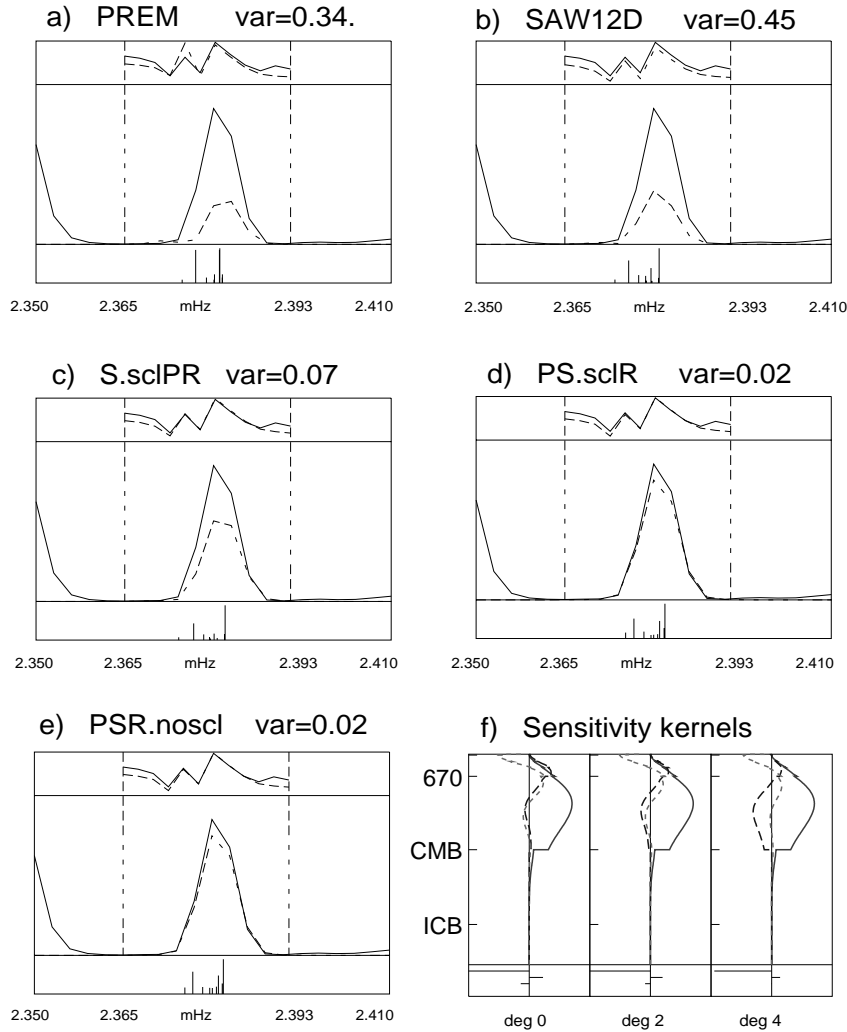 a) PREM var=0.34.
b) SAW12D var=0.45
2.350 2.365 mHz 2.393 2.410
2.350 2.365 mHz 2.393 2.410
c) S.sclPR var=0.07
d) PS.sclR var=0.02
2.350 2.365 mHz 2.393 2.410
2.350 2.365 mHz 2.393 2.410
e) PSR.noscl var=0.02
f) Sensitivity kernels
670
CMB
ICB
2.350 2.365 mHz 2.393 2.410
deg 0 deg 2 deg 4